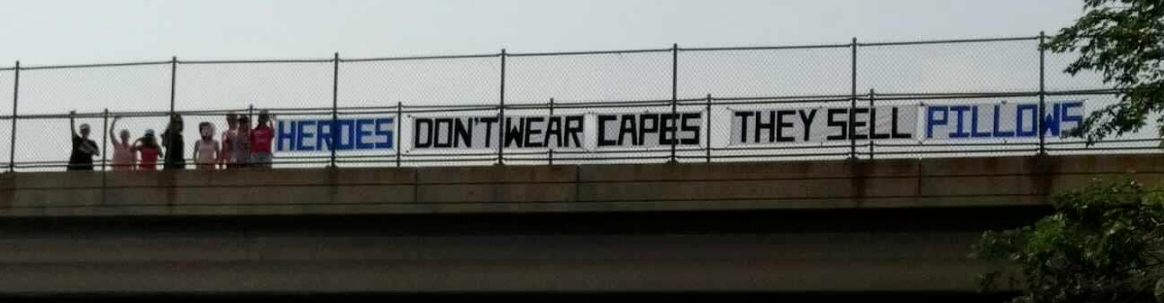 HEROES DON'T WEAR CAPES THEY SELL PILLOWS